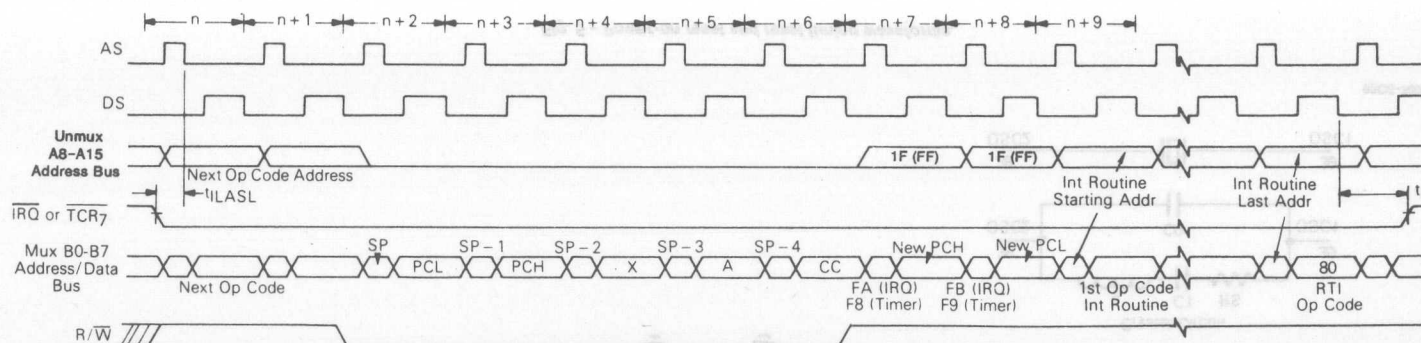 n n + 1 n + 2 n + 3 n + 4 n + 5 n + 6 n + 7 n + 8 n + 9
AS
DS
Unmux
A8-A15
Address Bus
1F (FF) 1F (FF)
Next Op Code Address
tILASL
Int Routine
Starting Addr
Int Routine
Last Addr
t
IRQ or TCR7
Mux B0-B7
Address/Data
Bus
SP SP - 1 SP - 2 SP - 3 SP - 4 New PCH New PCL
PCL PCH X A CC 80
Next Op Code
FA (IRQ)
F8 (Timer)
FB (IRQ)
F9 (Timer)
1st Op Code
Int Routine
RTI
Op Code
R/W